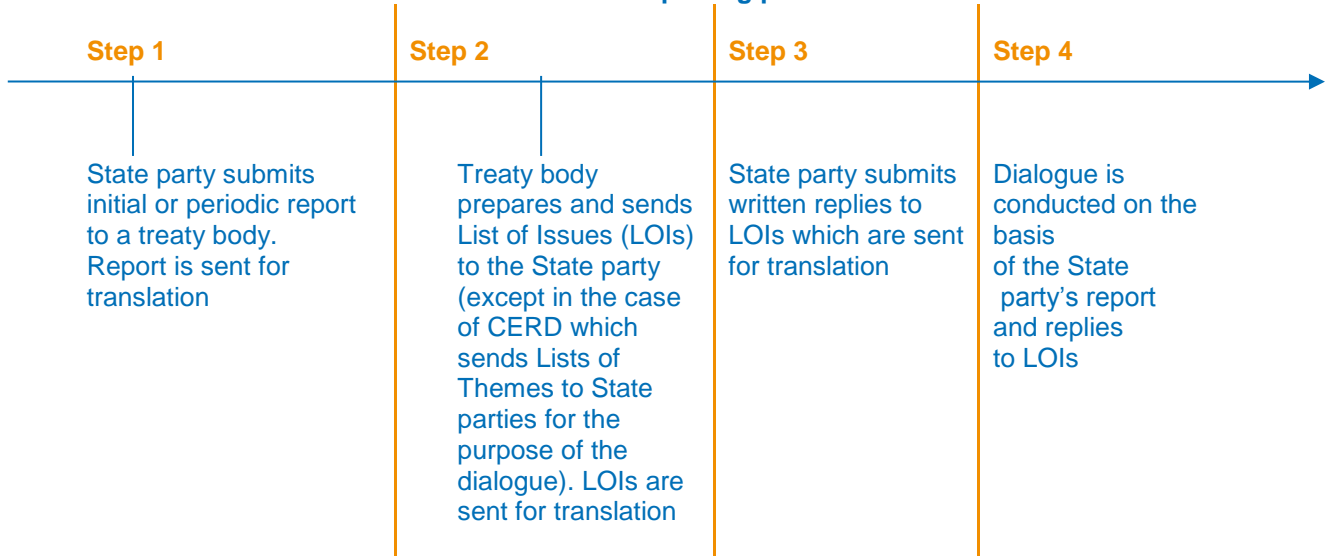 Step 1
State party submits
initial or periodic report
to a treaty body.
Report is sent for
translation
Step 2
Treaty body
prepares and sends
List of Issues (LOIs)
to the State party
(except in the case
of CERD which
sends Lists of
Themes to State
parties for the
purpose of the
dialogue). LOIs are
sent for translation
Step 3
State party submits
written replies to
LOIs which are sent
for translation
Step 4
Dialogue is
conducted on the
basis
of the State
party’s report
and replies
to LOIs